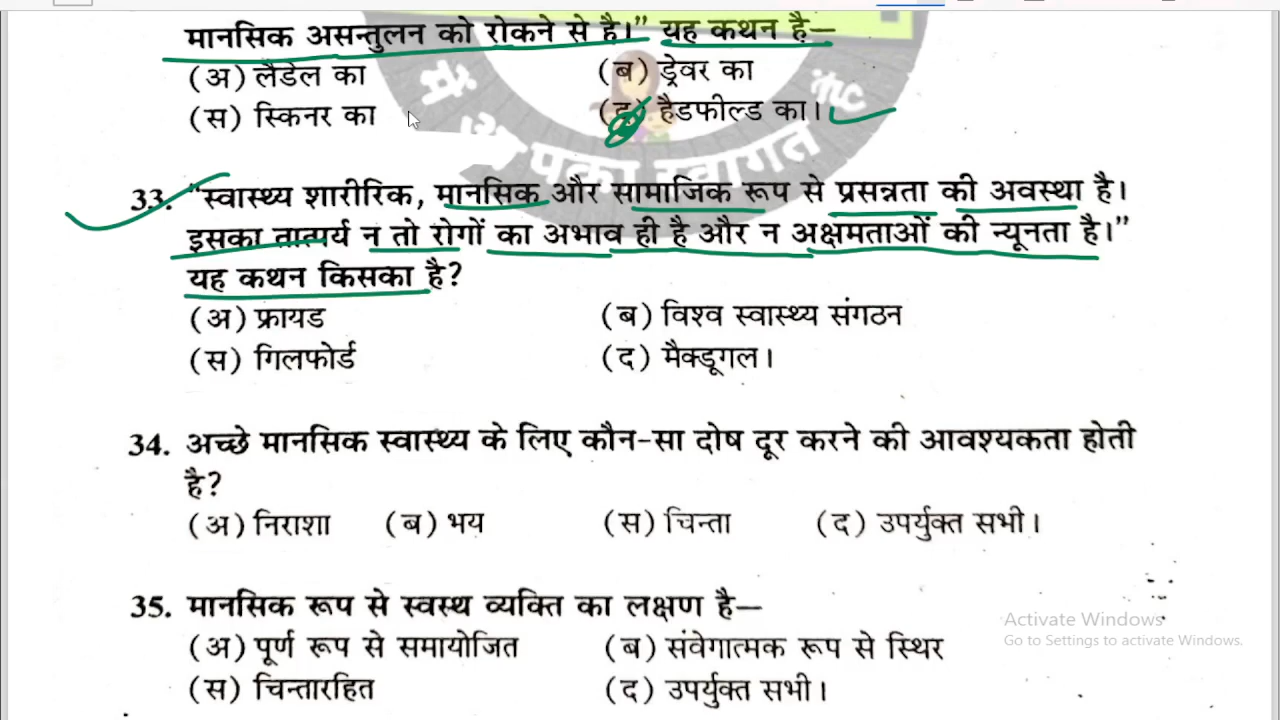 मानसिक असन्तुलन को रोकने से है।” यह कथन है—
(अ) लैडेल का (ब) ड्रेवर का
(स) स्किनर का (द) हैडफील्ड का।
में आपका स्वागत
33. “स्वास्थ्य शारीरिक, मानसिक और सामाजिक रूप से प्रसन्नता की अवस्था है।
इसका तात्पर्य न तो रोगों का अभाव ही है और न अक्षमताओं की न्यूनता है।”
यह कथन किसका है?
(अ) फ्रायड (ब) विश्व स्वास्थ्य संगठन
(स) गिलफोर्ड (द) मैक्डूगल।
34. अच्छे मानसिक स्वास्थ्य के लिए कौन-सा दोष दूर करने की आवश्यकता होती
है?
(अ) निराशा (ब) भय (स) चिन्ता (द) उपर्युक्त सभी।
35. मानसिक रूप से स्वस्थ व्यक्ति का लक्षण है—
(अ) पूर्ण रूप से समायोजित (ब) संवेगात्मक रूप से स्थिर
(स) चिन्तारहित (द) उपर्युक्त सभी।
Activate Windows
Go to Settings to activate Windows.